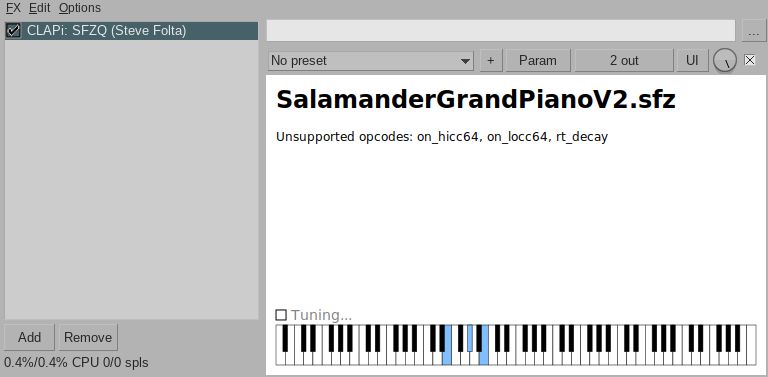 FX Edit Options
CLAPi: SFZQ (Steve Folta)
...
No preset + Param 2 out UI
SalamanderGrandPianoV2.sfz
Unsupported opcodes: on_hicc64, on_locc64, rt_decay
Tuning...
Add Remove
0.4%/0.4% CPU 0/0 spls